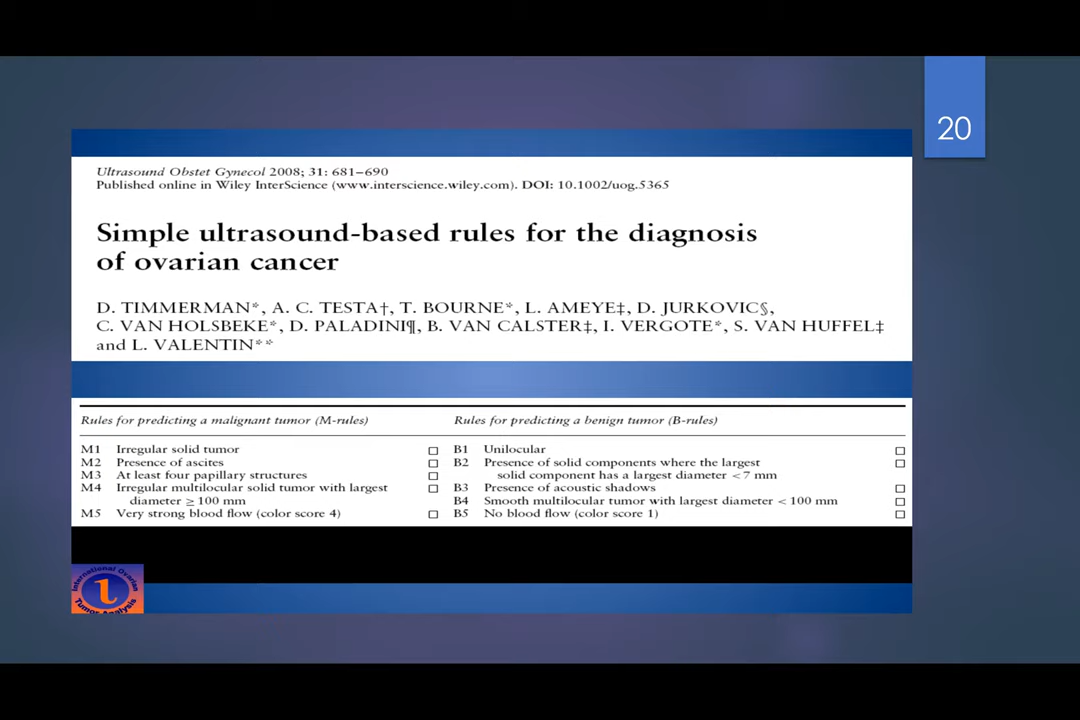 20
Ultrasound Obstet Gynecol 2008; 31: 681–690
Published online in Wiley InterScience (www.interscience.wiley.com). DOI: 10.1002/uog.5365
Simple ultrasound-based rules for the diagnosis
of ovarian cancer
D. TIMMERMAN*, A. C. TESTA†, T. BOURNE*, L. AMEYE‡, D. JURKOVIC§,
C. VAN HOLSBEKE*, D. PALADINI¶, B. VAN CALSTER‡, I. VERGOTE*, S. VAN HUFFEL‡
and L. VALENTIN**
Rules for predicting a malignant tumor (M-rules)
M1 Irregular solid tumor
M2 Presence of ascites
M3 At least four papillary structures
M4 Irregular multilocular solid tumor with largest
diameter ≥ 100 mm
M5 Very strong blood flow (color score 4)
Rules for predicting a benign tumor (B-rules)
B1 Unilocular
B2 Presence of solid components where the largest
solid component has a largest diameter < 7 mm
B3 Presence of acoustic shadows
B4 Smooth multilocular tumor with largest diameter < 100 mm
B5 No blood flow (color score 1)
International Ovarian
Tumor Analysis